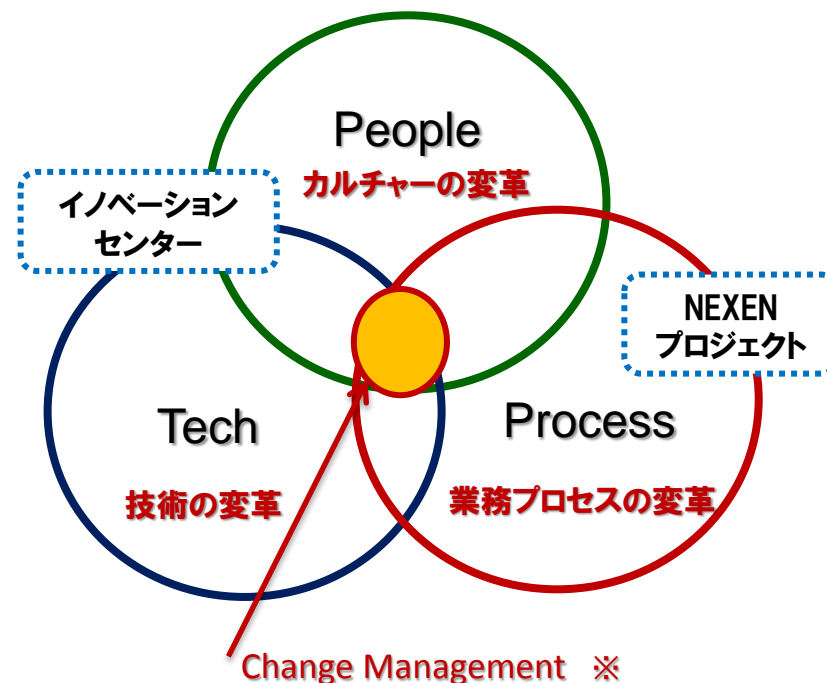 People
カルチャーの変革
イノベーション
センター
NEXEN
プロジェクト
Tech
技術の変革
Process
業務プロセスの変革
Change Management ※